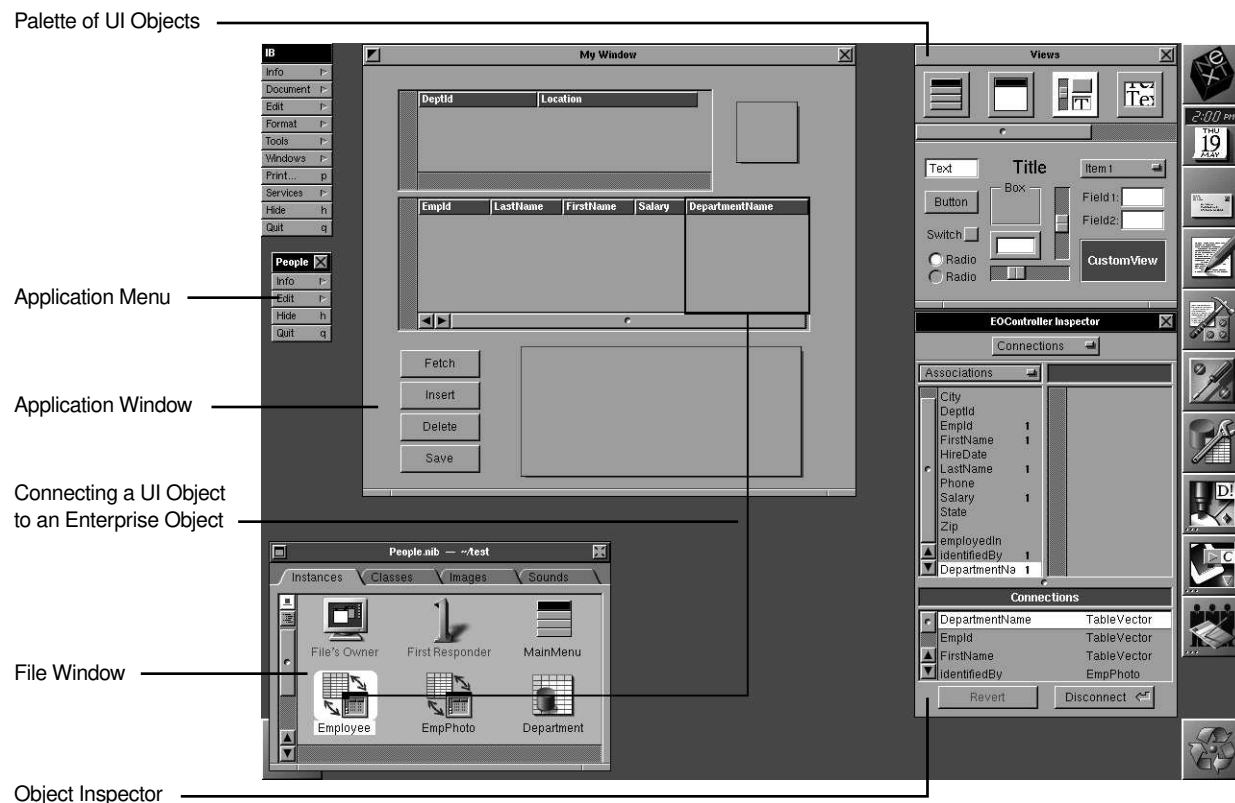 Palette of UI Objects
Application Menu
Application Window
Connecting a UI Object
to an Enterprise Object
File Window
Object Inspector
IB
Info
Document
Edit
Format
Tools
Windows
Print... p
Services
Hide h
Quit q
People
Info
Edit
Hide h
Quit q
My Window
DeptId Location
EmpId LastName FirstName Salary DepartmentName
Fetch
Insert
Delete
Save
People.nib — ~/test
Instances Classes Images Sounds
File's Owner First Responder MainMenu
Employee EmpPhoto Department
Views
T Text
Text Title Item1
Button Box Field1:
Field2:
Switch
Radio CustomView
Radio
EOController Inspector
Connections
Associations
City
DeptId
EmpId 1
FirstName 1
HireDate
LastName 1
Phone
Salary 1
State
Zip
employedIn
identifiedBy 1
DepartmentNa 1
Connections
DepartmentName TableVector
EmpId TableVector
FirstName TableVector
identifiedBy EmpPhoto
Revert Disconnect
NeXT
2:00 PM
THU
19
MAY
D!
C